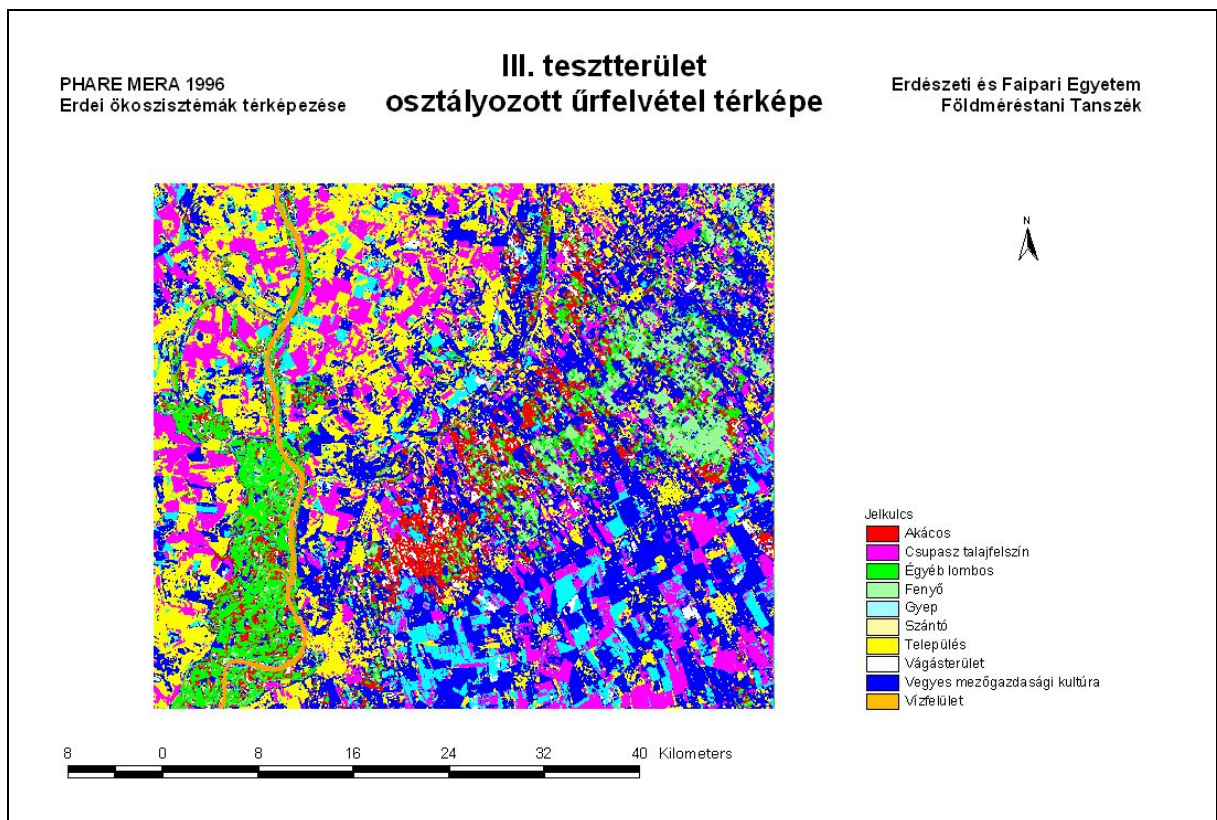 III. tesztterület
osztályozott űrfelvétel térképe
PHARE MERA 1996
Erdei ökoszisztémák térképezése
Erdészeti és Faipari Egyetem
Földméréstani Tanszék
N
Jelkulcs
Akácos
Csupasz talajfelszín
Égyéb lombos
Fenyő
Gyep
Szántó
Település
Vágásterület
Vegyes mezőgazdasági kultúra
Vízfelület
8 0 8 16 24 32 40 Kilometers